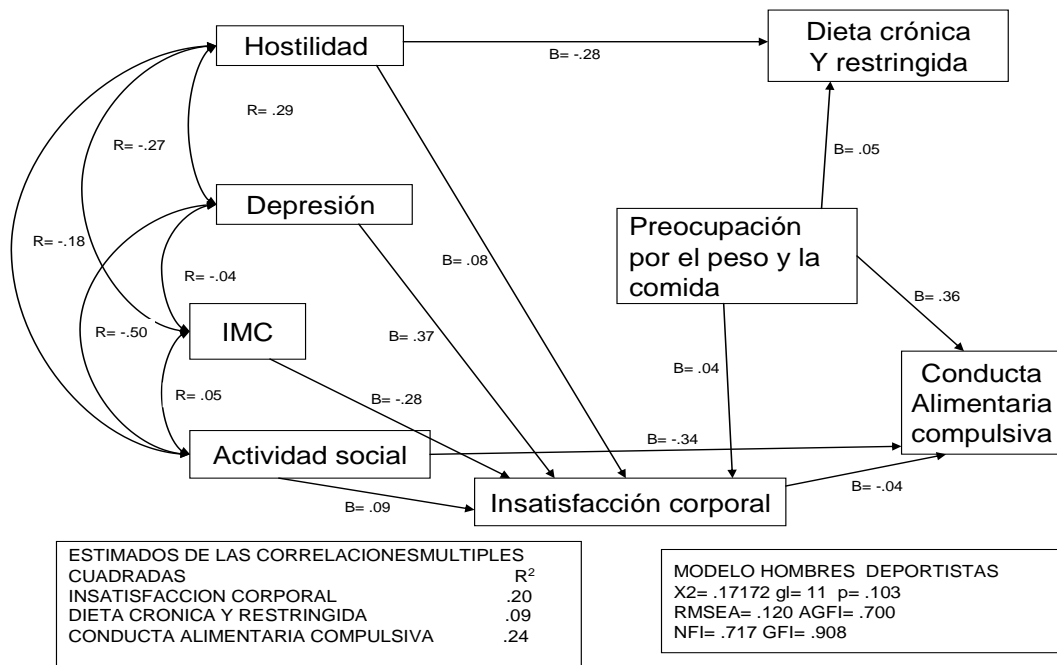 Hostilidad
Dieta crónica
Y restringida
B= -.28
R= .29
R= -.27
B= .05
Depresión
Preocupación
por el peso y la
comida
R= -.18
R= -.04
B= .08
B= .36
R= -.50
IMC
B= .37
B= .04
Conducta
Alimentaria
compulsiva
R= .05
B= -.28
B= -.34
Actividad social
Insatisfacción corporal
B= .09
B= -.04
ESTIMADOS DE LAS CORRELACIONESMULTIPLES
CUADRADAS R²
INSATISFACCION CORPORAL .20
DIETA CRONICA Y RESTRINGIDA .09
CONDUCTA ALIMENTARIA COMPULSIVA .24
MODELO HOMBRES DEPORTISTAS
X2= .17172 gl= 11 p= .103
RMSEA= .120 AGFI= .700
NFI= .717 GFI= .908